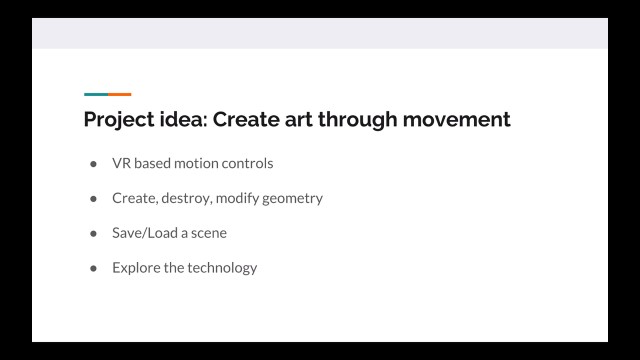 Project idea: Create art through movement
● VR based motion controls
● Create, destroy, modify geometry
● Save/Load a scene
● Explore the technology